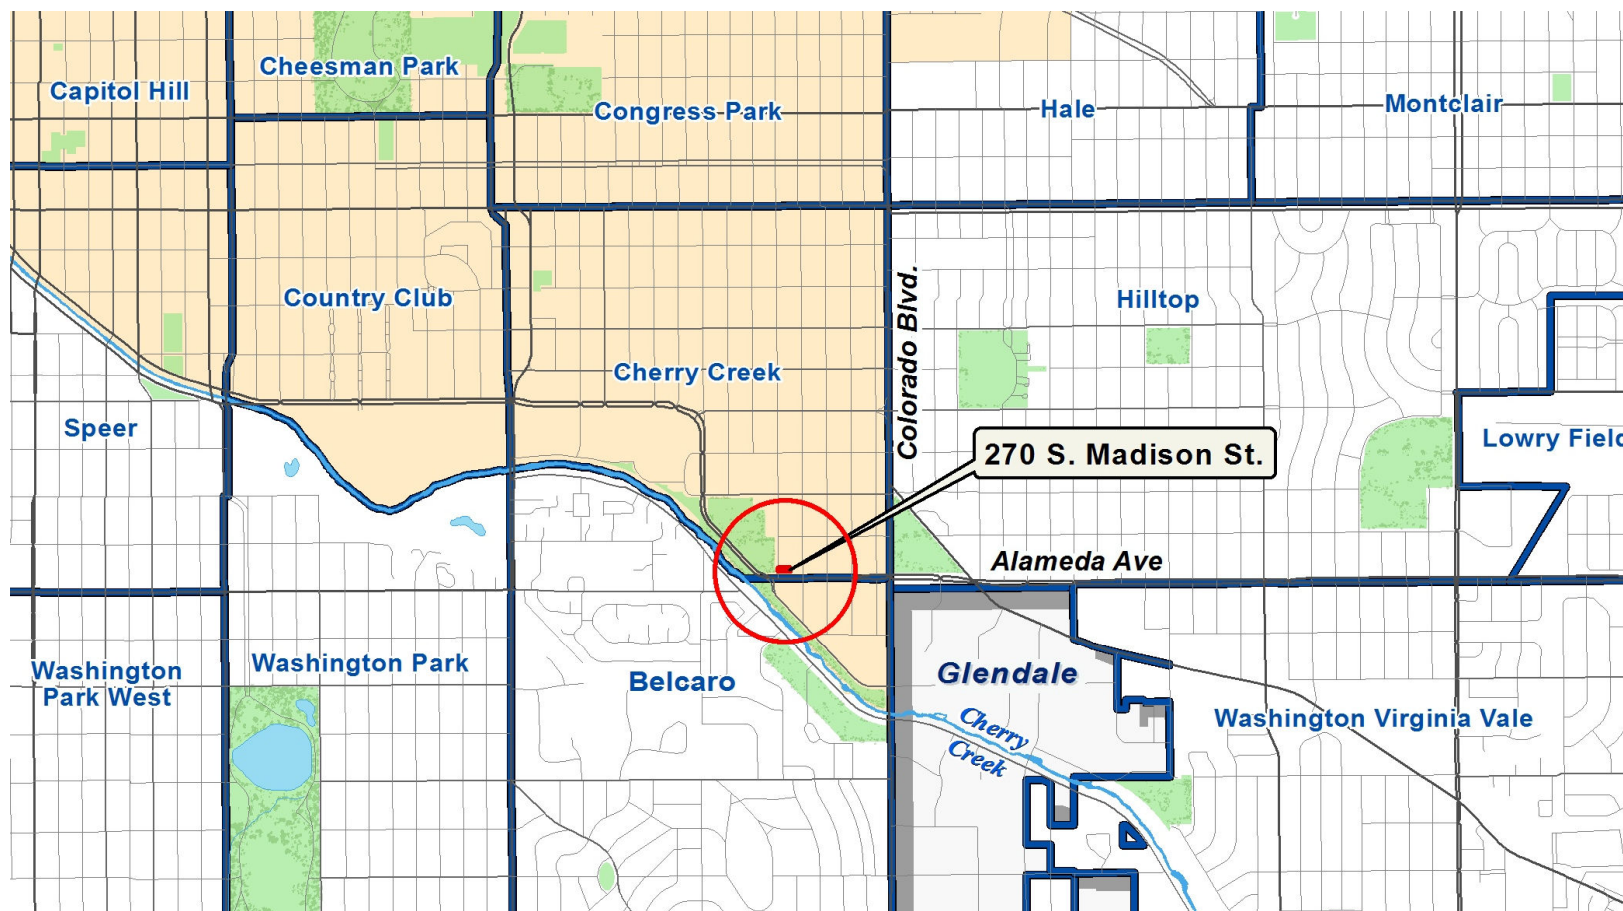 Cheesman Park
Capitol Hill
Congress Park
Hale
Montclair
Country Club
Hilltop
Colorado Blvd.
Cherry Creek
Speer
Lowry Field
270 S. Madison St.
Alameda Ave
Washington
Park West
Washington Park
Belcaro
Glendale
Washington Virginia Vale
Cherry
Creek